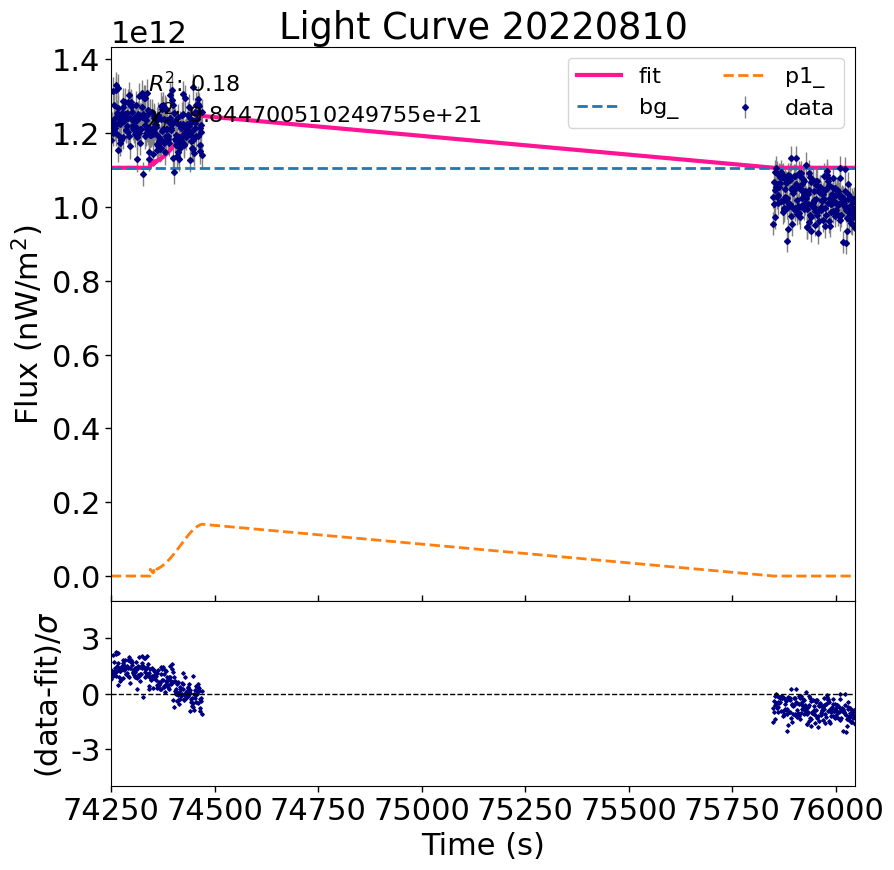 Light Curve 20220810
1e12
R²: 0.18
9.844700510249755e+21
fit
bg_
p1_
data
1.4
1.2
1.0
0.8
0.6
0.4
0.2
0.0
Flux (nW/m²)
3
0
-3
(data-fit)/σ
74250 74500 74750 75000 75250 75500 75750 76000
Time (s)